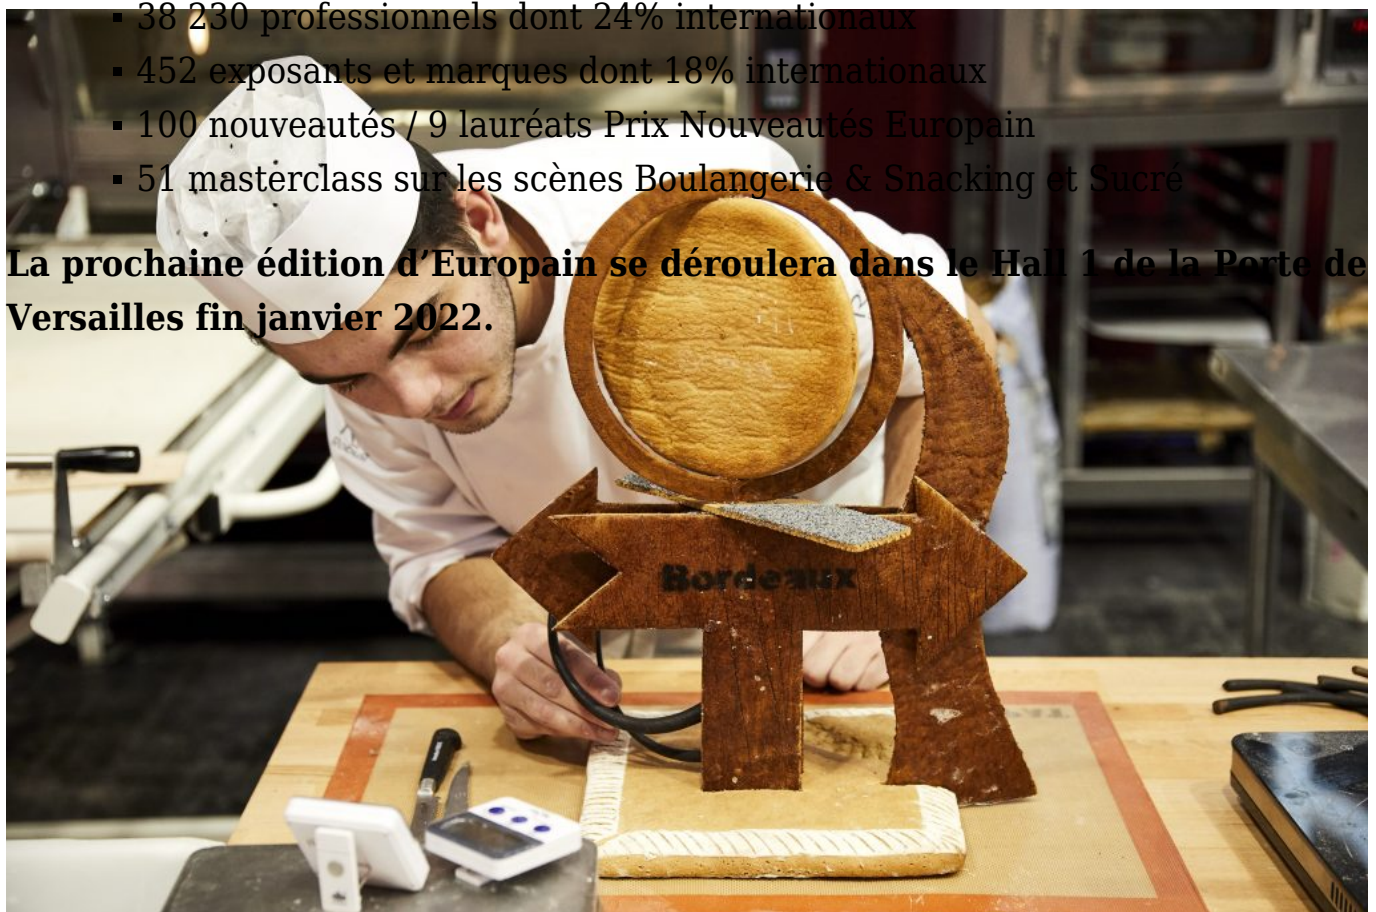 ▪ 38 230 professionnels dont 24% internationaux
▪ 452 exposants et marques dont 18% internationaux
▪ 100 nouveautés / 9 lauréats Prix Nouveautés Europain
▪ 51 masterclass sur les scènes Boulangerie & Snacking et Sucré
La prochaine édition d’Europain se déroulera dans le Hall 1 de la Porte de
Versailles fin janvier 2022.
Bordeaux